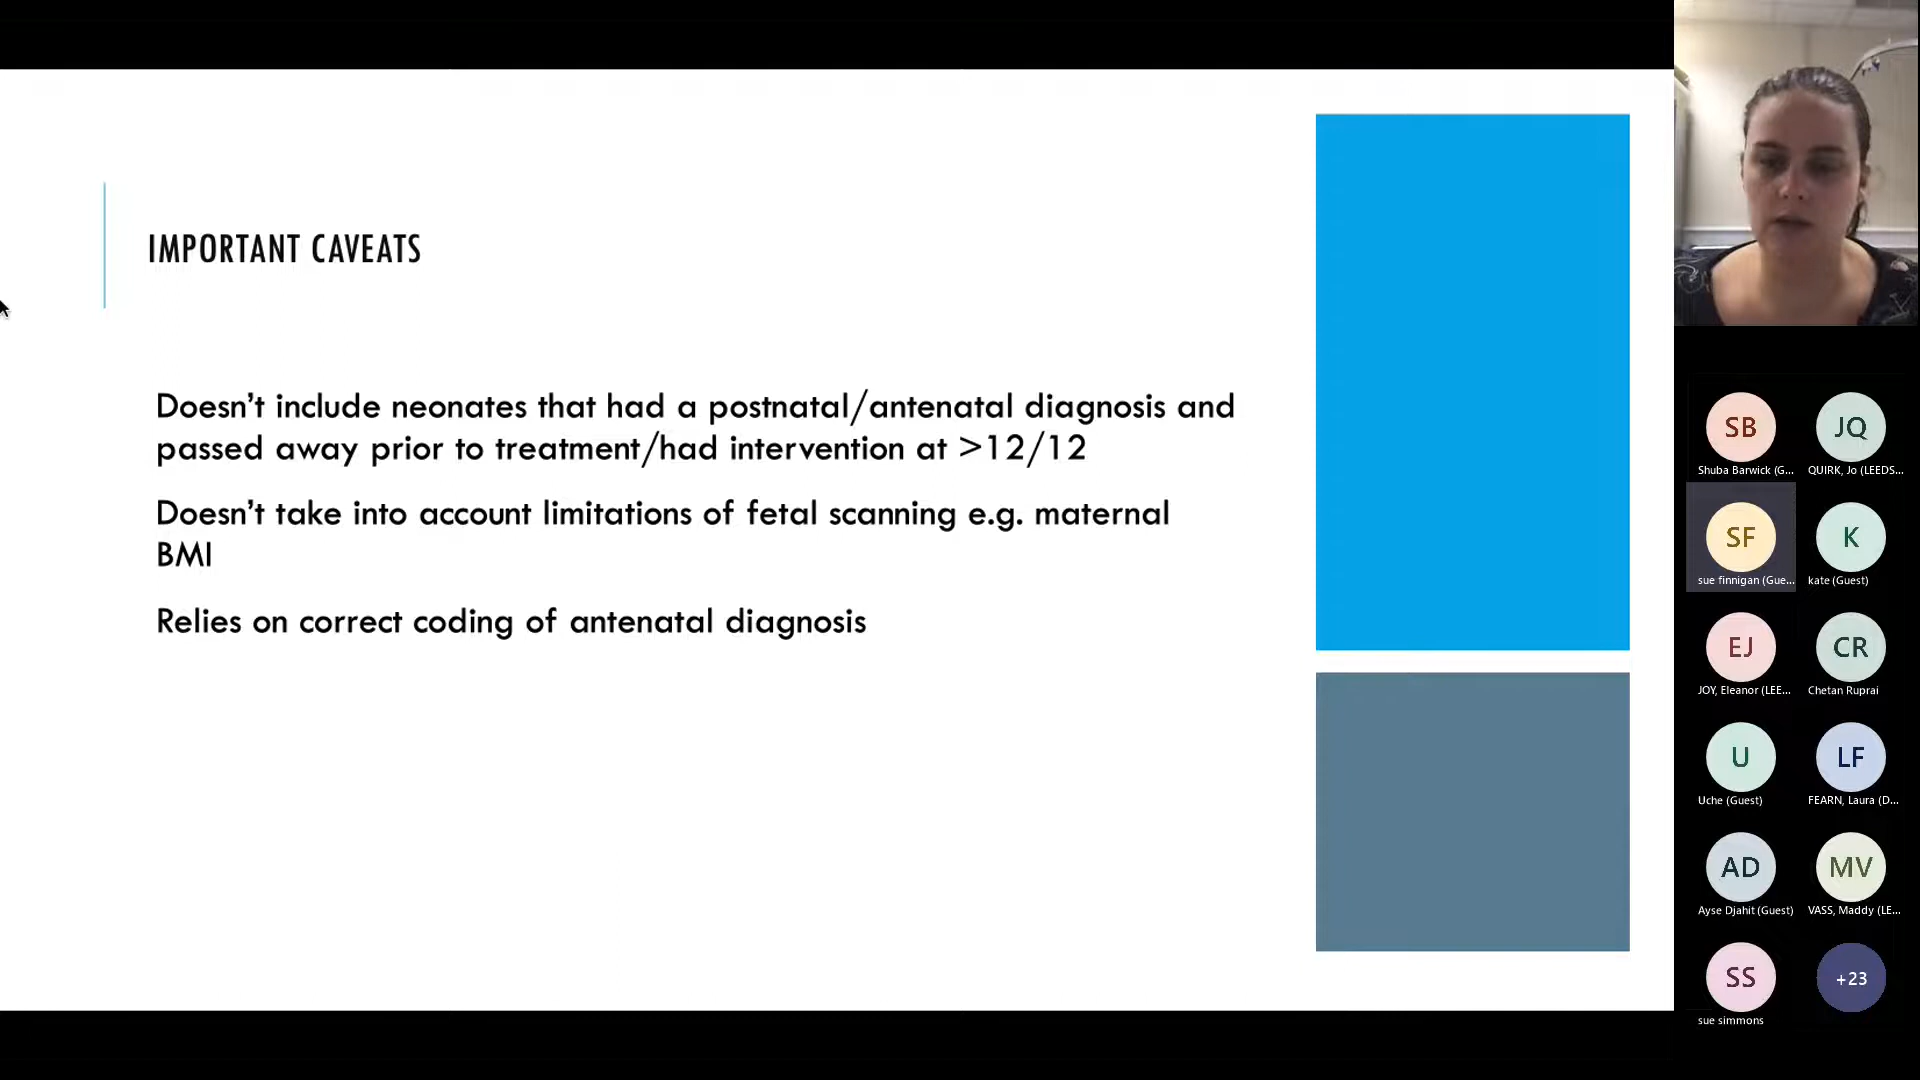 IMPORTANT CAVEATS
Doesn't include neonates that had a postnatal/antenatal diagnosis and
passed away prior to treatment/had intervention at >12/12
Doesn't take into account limitations of fetal scanning e.g. maternal
BMI
Relies on correct coding of antenatal diagnosis
SB
JQ
Shuba Barwick (G...
QUIRK, Jo (LEEDS...
SF
K
sue finnigan (Gue...
kate (Guest)
EJ
CR
JOY, Eleanor (LEE...
Chetan Ruprai
U
LF
Uche (Guest)
FEARN, Laura (D...
AD
MV
Ayse Djahit (Guest)
VASS, Maddy (LE...
SS
+23
sue simmons